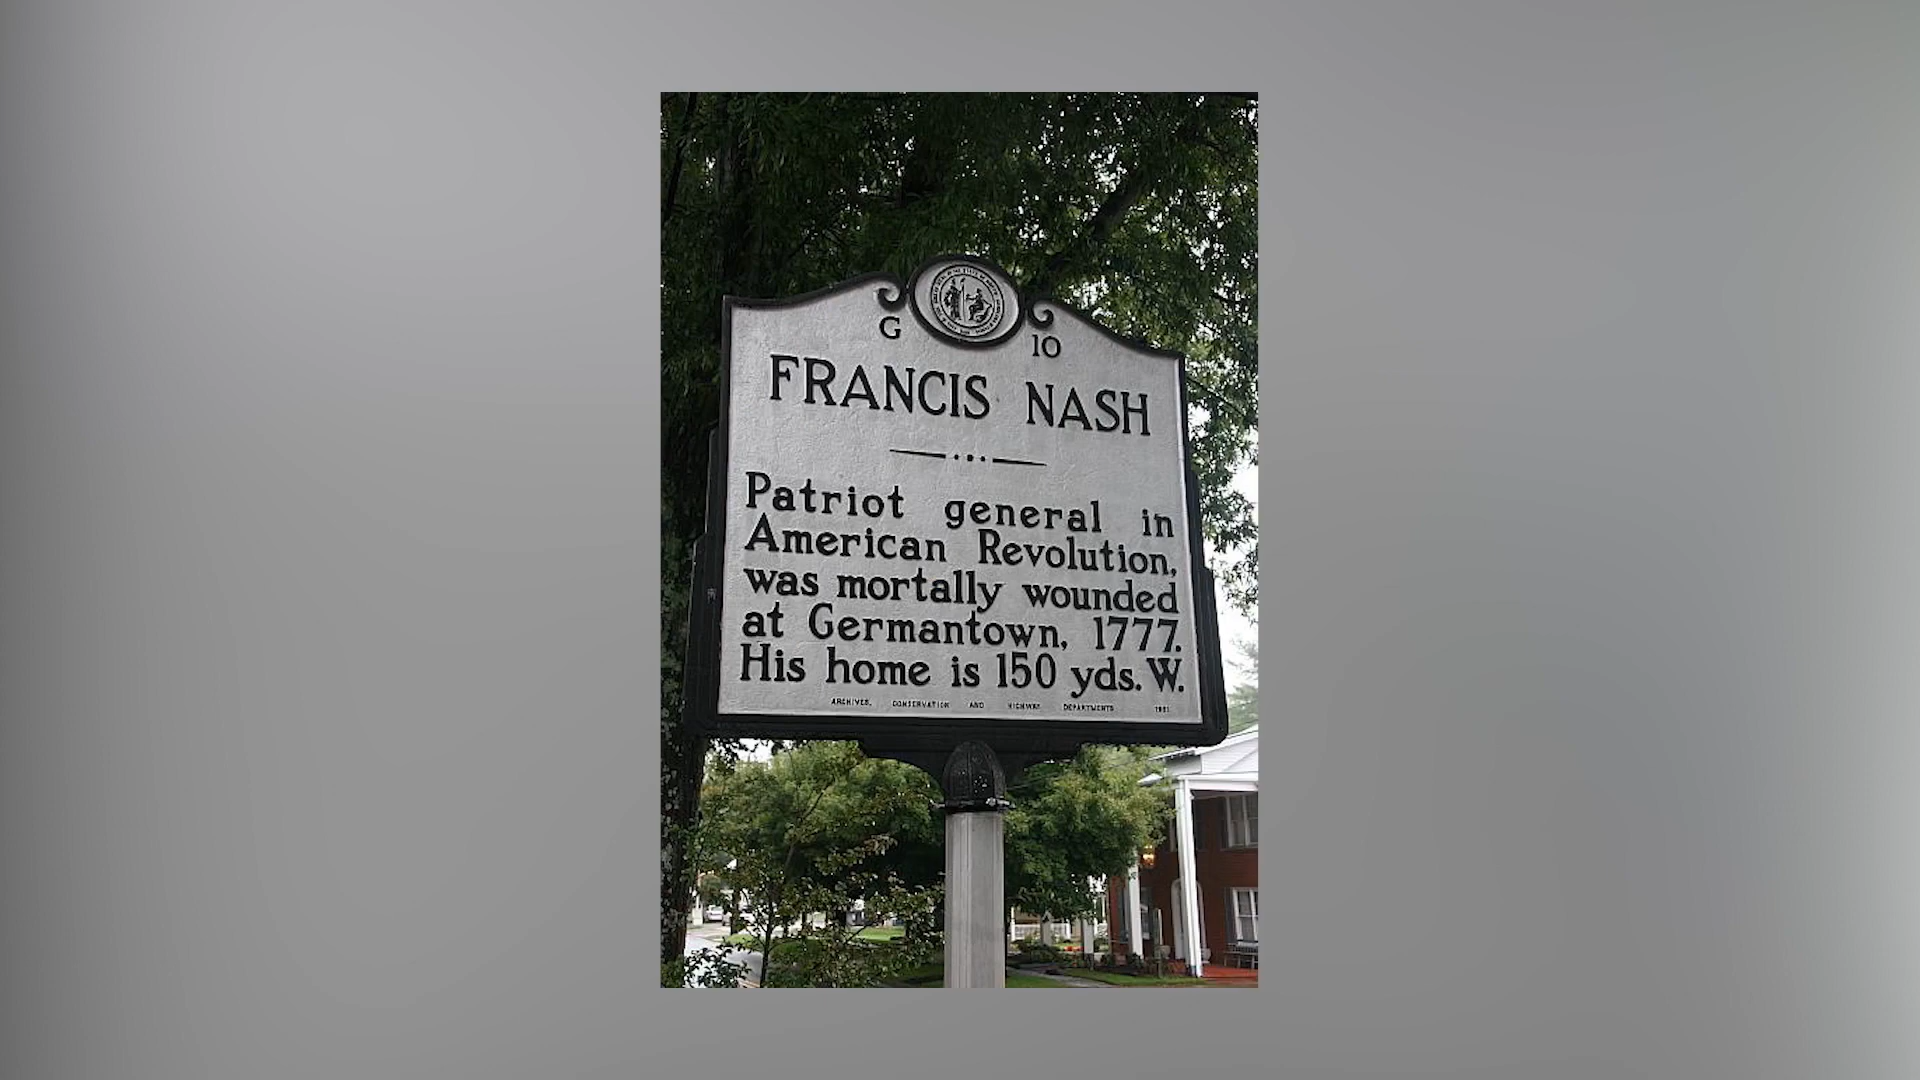 G 10
FRANCIS NASH
Patriot general in
American Revolution,
was mortally wounded
at Germantown, 1777.
His home is 150 yds. W.
ARCHIVES, CONSERVATION AND HIGHWAY DEPARTMENTS